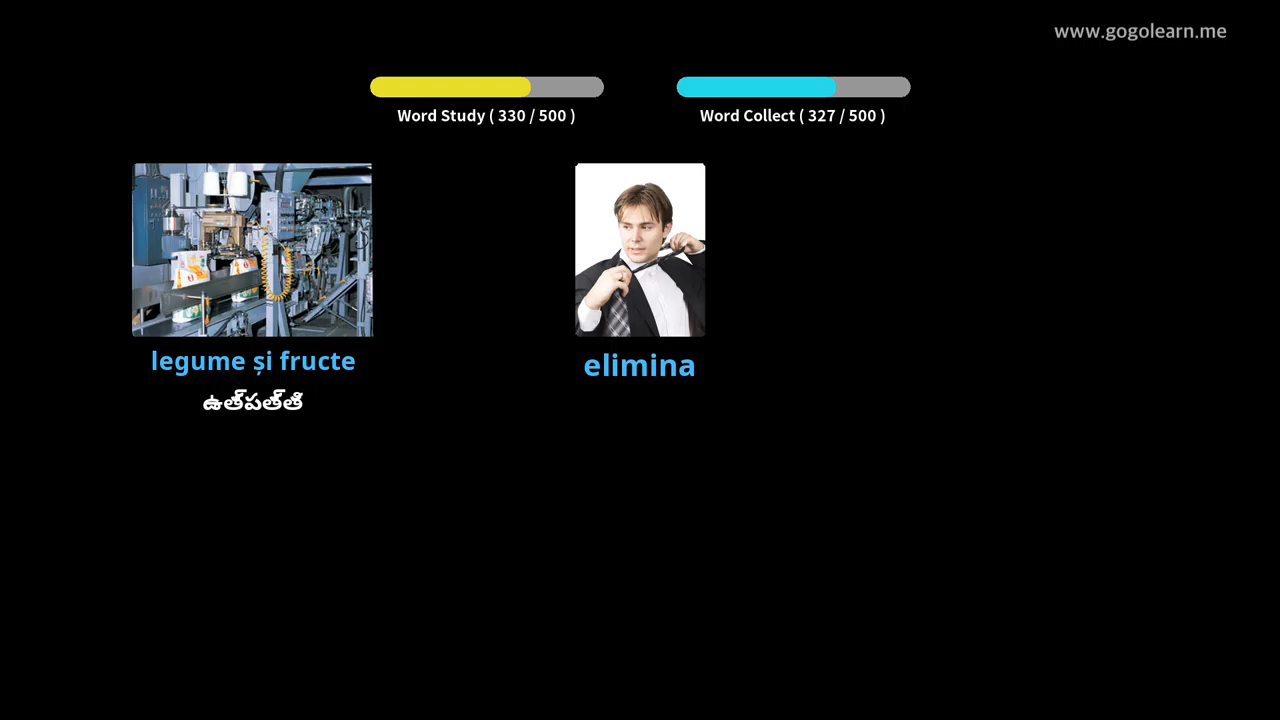 www.gogolearn.me
Word Study ( 330 / 500 )
Word Collect ( 327 / 500 )
legume și fructe
elimina
ఉత్పత్తి